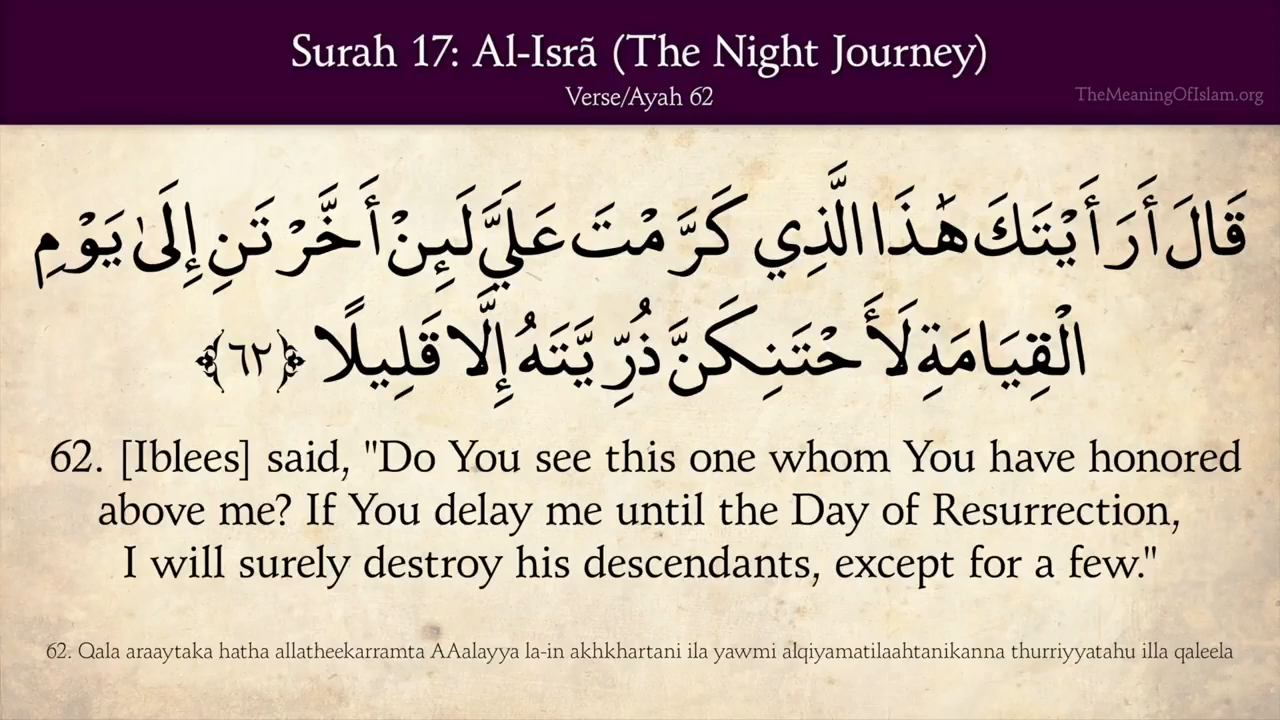 Surah 17: Al-Isrã (The Night Journey)
Verse/Ayah 62
TheMeaningOfIslam.org
قَالَ أَرَأَيْتَكَ هَٰذَا الَّذِي كَرَّمْتَ عَلَيَّ لَئِنْ أَخَّرْتَنِ إِلَىٰ يَوْمِ
الْقِيَامَةِ لَأَحْتَنِكَنَّ ذُرِّيَّتَهُ إِلَّا قَلِيلًا ﴿٦٢﴾
62. [Iblees] said, "Do You see this one whom You have honored
above me? If You delay me until the Day of Resurrection,
I will surely destroy his descendants, except for a few."
62. Qala araaytaka hatha allatheekarramta AAalayya la-in akhkhartani ila yawmi alqiyamatilaahtanikanna thurriyyatahu illa qaleela